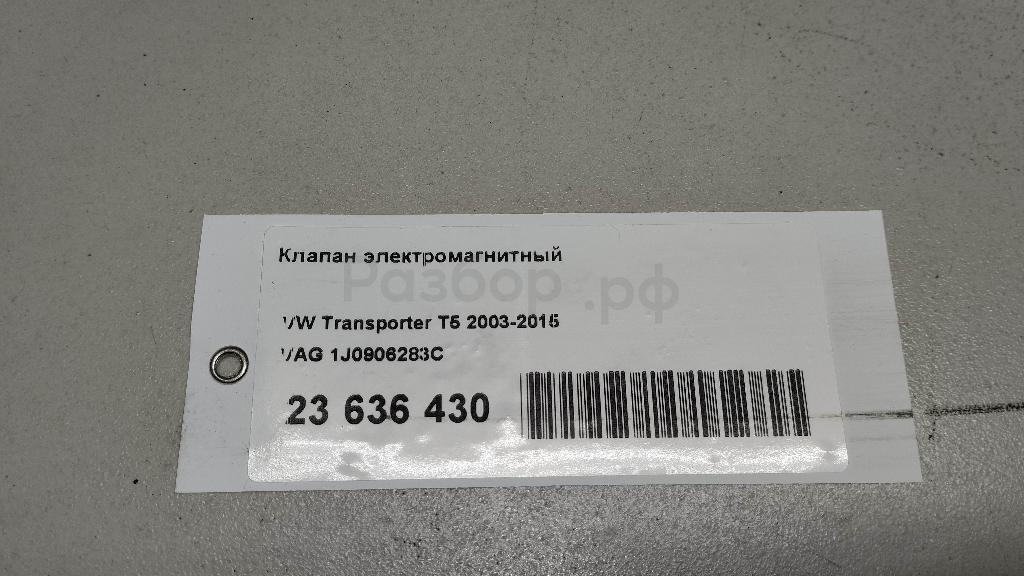 Клапан электромагнитный
Разбор.рф
VW Transporter T5 2003-2015
VAG 1J0906283C
23 636 430